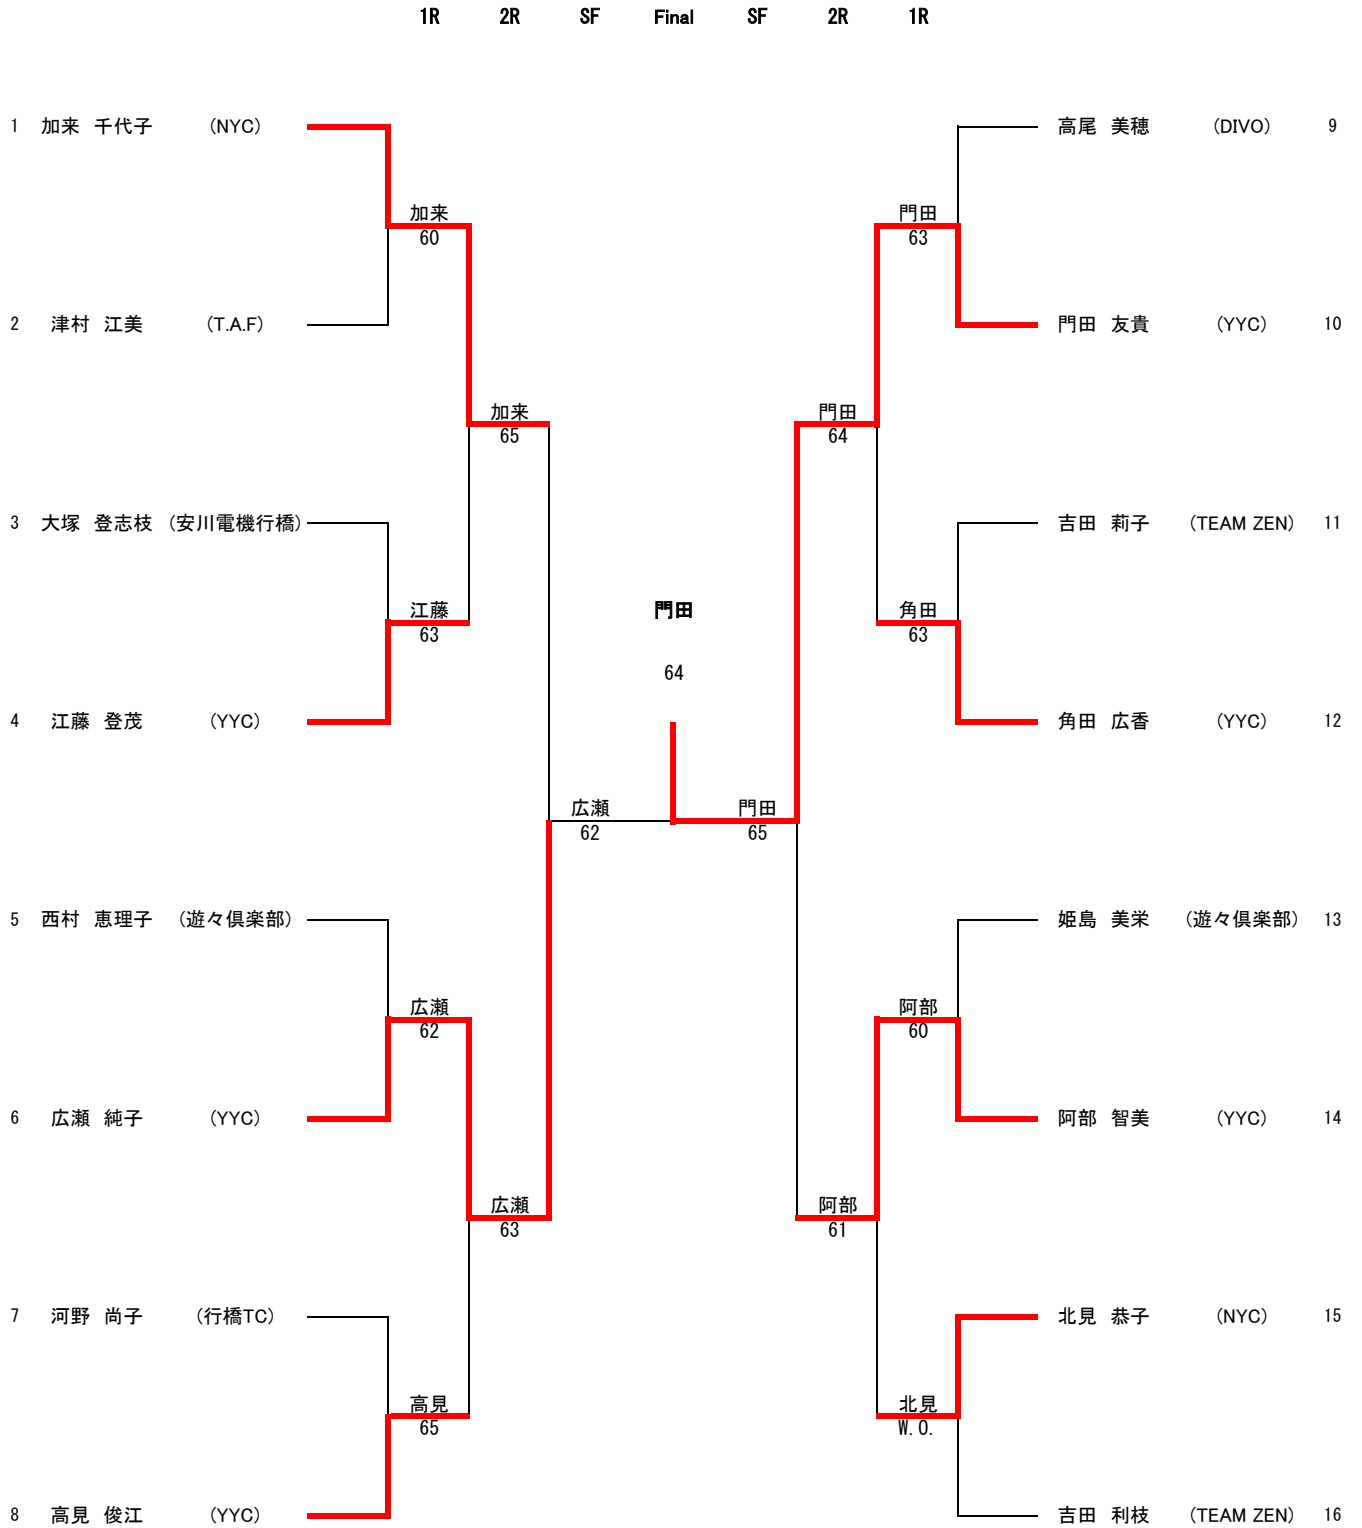 1R 2R SF Final SF 2R 1R
1 加来 千代子 (NYC) 高尾 美穂 (DIVO) 9
加来 門田
60 63
2 津村 江美 (T.A.F) 門田 友貴 (YYC) 10
加来 門田
65 64
3 大塚 登志枝 (安川電機行橋) 吉田 莉子 (TEAM ZEN) 11
江藤 門田 角田
63 63
64
4 江藤 登茂 (YYC) 角田 広香 (YYC) 12
広瀬 門田
62 65
5 西村 恵理子 (遊々倶楽部) 姫島 美栄 (遊々倶楽部) 13
広瀬 阿部
62 60
6 広瀬 純子 (YYC) 阿部 智美 (YYC) 14
広瀬 阿部
63 61
7 河野 尚子 (行橋TC) 北見 恭子 (NYC) 15
高見 北見
65 W.O.
8 高見 俊江 (YYC) 吉田 利枝 (TEAM ZEN) 16